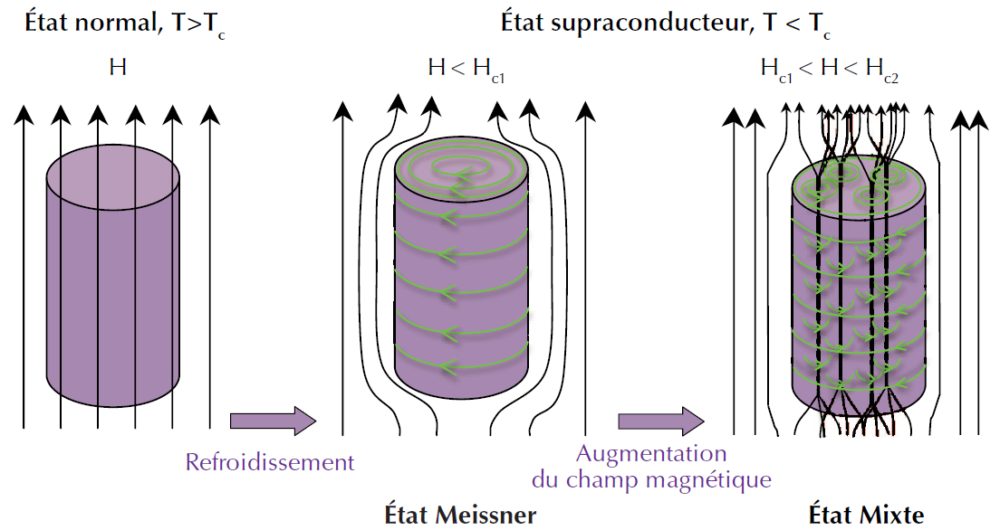 État normal, T>Tc
État supraconducteur, T < Tc
H
H < Hc1
Hc1 < H < Hc2
Refroidissement
Augmentation
du champ magnétique
État Meissner
État Mixte